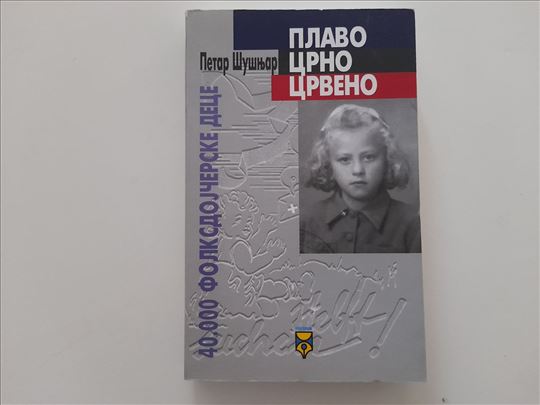 Петар Шушњар
ПЛАВО
ЦРНО
ЦРВЕНО
40.000 ФОЛКСДОЈЧЕРСКЕ ДЕЦЕ